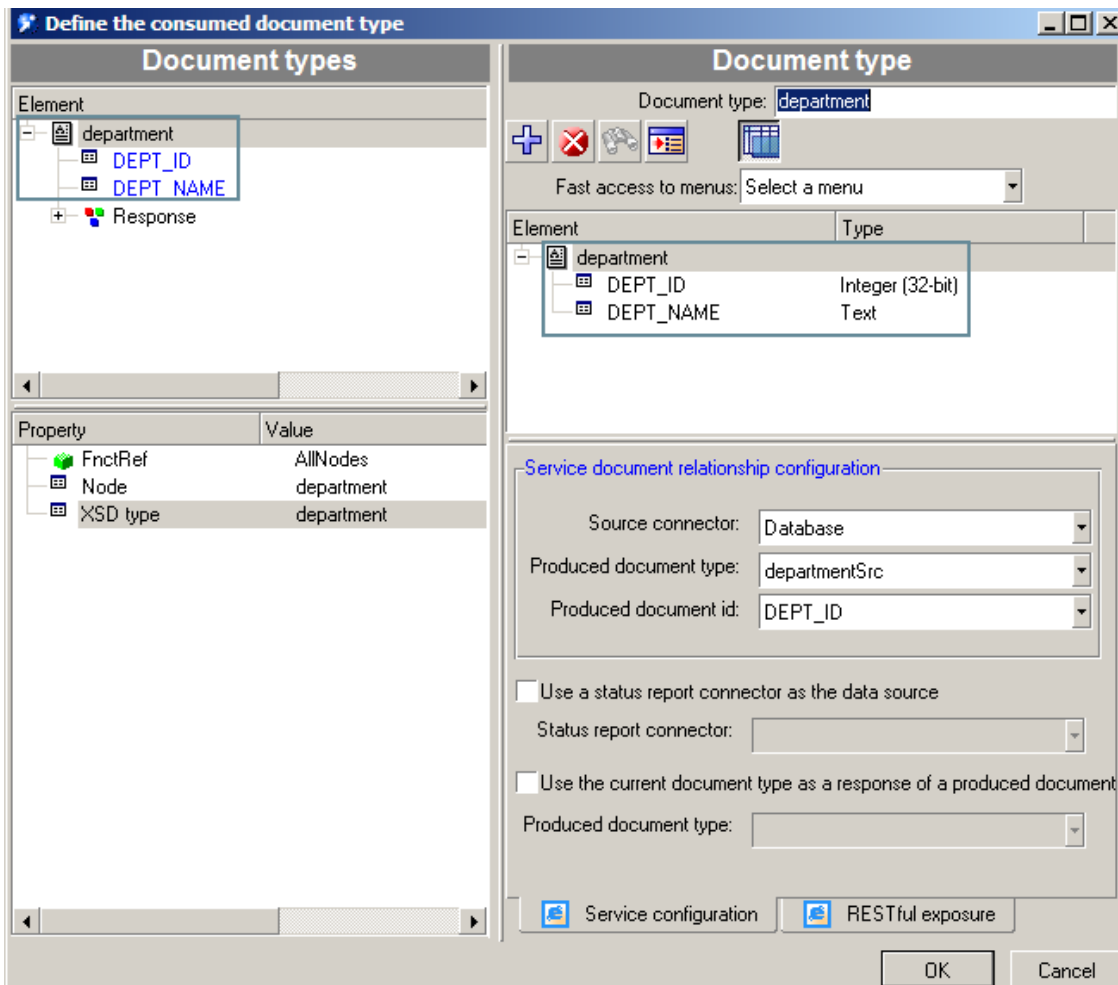 Define the consumed document type
Document types
Element
department
DEPT_ID
DEPT_NAME
Response
Property Value
FnctRef AllNodes
Node department
XSD type department
Document type
Document type: department
Fast access to menus: Select a menu
Element Type
department
DEPT_ID Integer (32-bit)
DEPT_NAME Text
Service document relationship configuration
Source connector: Database
Produced document type: departmentSrc
Produced document id: DEPT_ID
Use a status report connector as the data source
Status report connector:
Use the current document type as a response of a produced document
Produced document type:
Service configuration RESTful exposure
OK Cancel